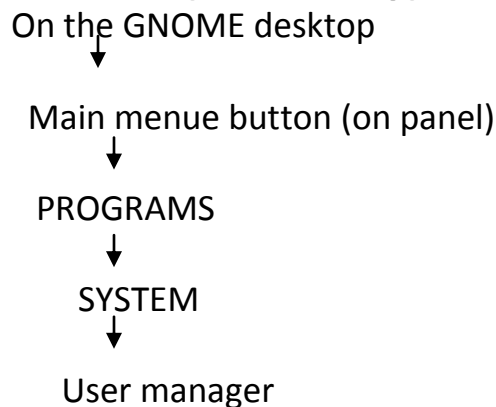 On the GNOME desktop
Main menue button (on panel)
PROGRAMS
SYSTEM
User manager